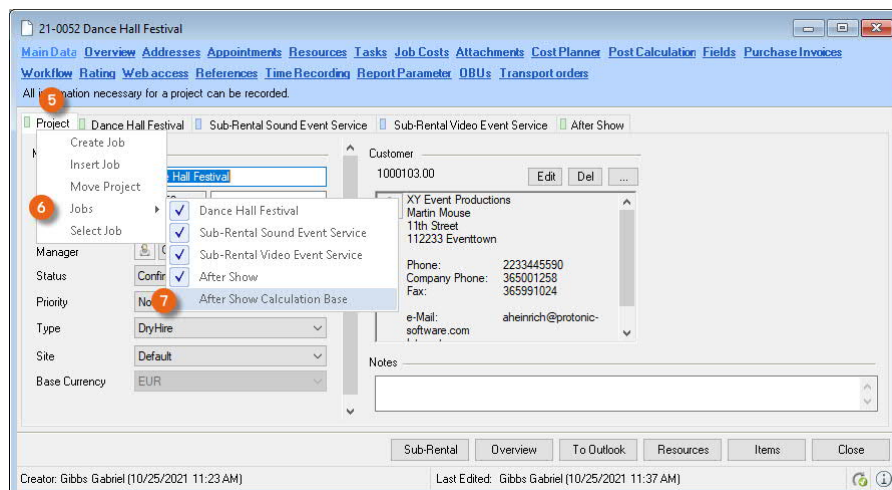 21-0052 Dance Hall Festival
Main Data Overview Addresses Appointments Resources Tasks Job Costs Attachments Cost Planner Post Calculation Fields Purchase Invoices
Workflow Rating Web access References Time Recording Report Parameter OBUs Transport orders
All information necessary for a project can be recorded.
5
Project Dance Hall Festival Sub-Rental Sound Event Service Sub-Rental Video Event Service After Show
Create Job
Insert Job
Move Project
6 Jobs
Select Job
Hall Festival
Dance Hall Festival
Sub-Rental Sound Event Service
Sub-Rental Video Event Service
After Show
7 After Show Calculation Base
Manager
Status
Priority
Type DryHire
Site Default
Base Currency EUR
Customer
1000103.00 Edit Del ...
XY Event Productions
Martin Mouse
11th Street
112233 Eventtown
Phone: 2233445590
Company Phone: 365001258
Fax: 365991024
e-Mail: aheinrich@protonic-
software.com
Notes
Sub-Rental Overview To Outlook Resources Items Close
Creator: Gibbs Gabriel (10/25/2021 11:23 AM) Last Edited: Gibbs Gabriel (10/25/2021 11:37 AM)